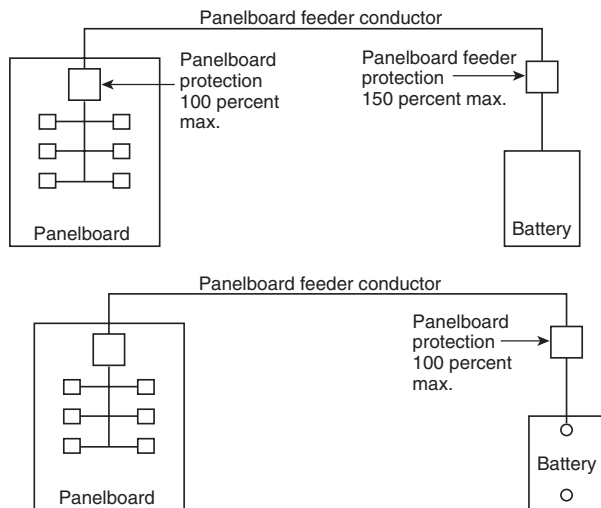 Panelboard feeder conductor
Panelboard
protection
100 percent
max.
Panelboard feeder
protection
150 percent max.
Panelboard
Battery
Panelboard feeder conductor
Panelboard
protection
100 percent
max.
Battery
Panelboard